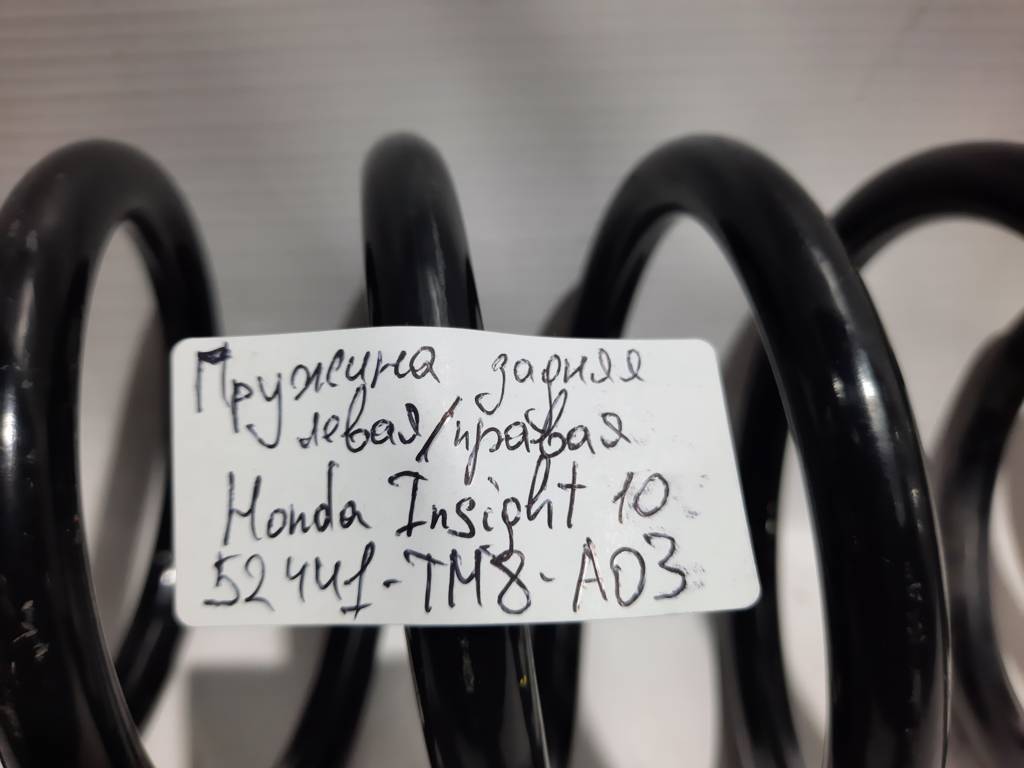 Пружина задняя
левая/правая
Honda Insight 10
52441-TM8-A03